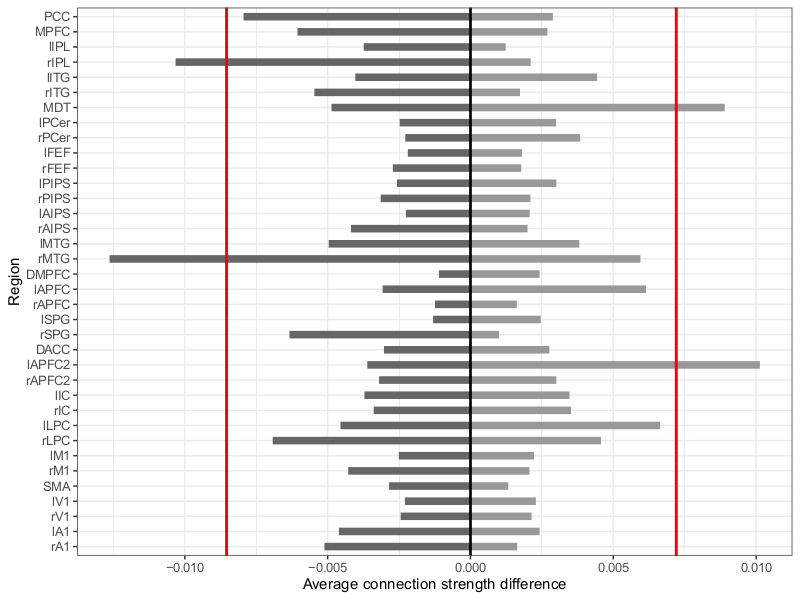 PCC
MPFC
lIPL
rIPL
lITG
rITG
MDT
lPCer
rPCer
lFEF
rFEF
lPIPS
rPIPS
lAIPS
rAIPS
lMTG
rMTG
DMPFC
lAPFC
rAPFC
lSPG
rSPG
DACC
lAPFC2
rAPFC2
lIC
rIC
lLPC
rLPC
lM1
rM1
SMA
lV1
rV1
lA1
rA1
Region
−0.010 −0.005 0.000 0.005 0.010
Average connection strength difference